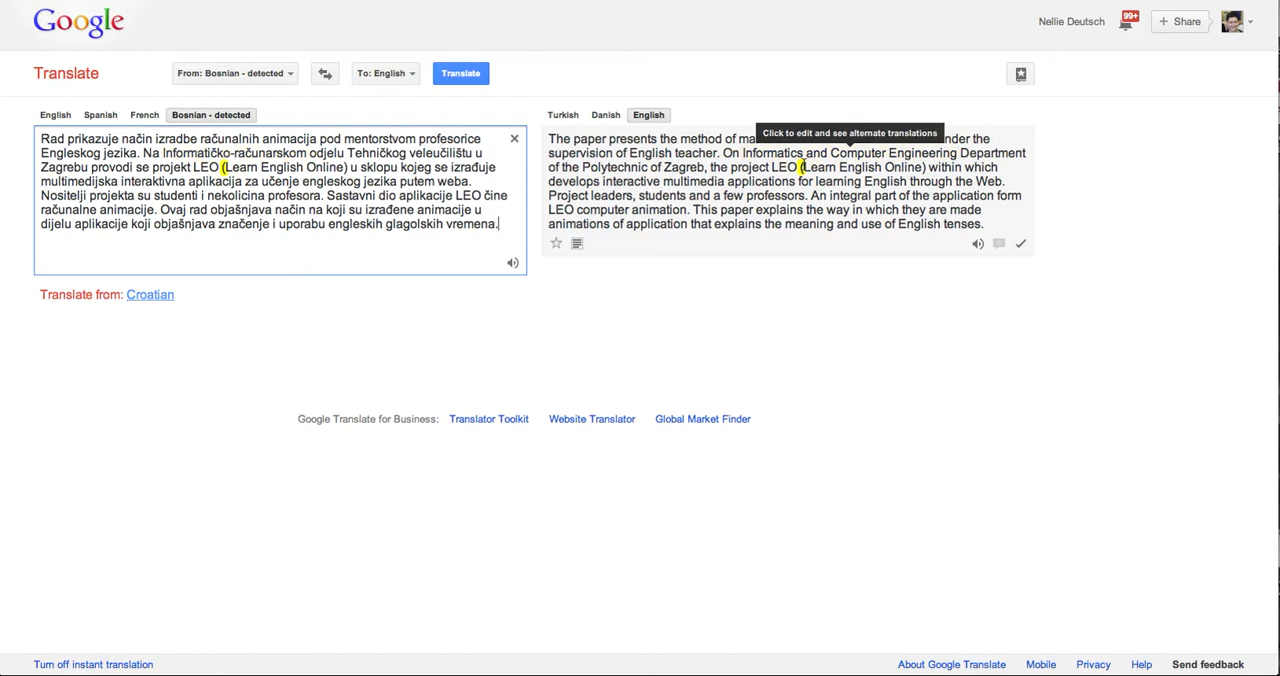 Google
Nellie Deutsch
99+
+ Share
Translate
From: Bosnian - detected
To: English
Translate
English Spanish French Bosnian - detected
Turkish Danish English
Rad prikazuje način izradbe računalnih animacija pod mentorstvom profesorice
Engleskog jezika. Na Informatičko-računarskom odjelu Tehničkog veleučilištu u
Zagrebu provodi se projekt LEO (Learn English Online) u sklopu kojeg se izrađuje
multimedijska interaktivna aplikacija za učenje engleskog jezika putem weba.
Nositelji projekta su studenti i nekolicina profesora. Sastavni dio aplikacije LEO čine
računalne animacije. Ovaj rad objašnjava način na koji su izrađene animacije u
dijelu aplikacije koji objašnjava značenje i uporabu engleskih glagolskih vremena.
Click to edit and see alternate translations
The paper presents the method of ma nder the
supervision of English teacher. On Informatics and Computer Engineering Department
of the Polytechnic of Zagreb, the project LEO (Learn English Online) within which
develops interactive multimedia applications for learning English through the Web.
Project leaders, students and a few professors. An integral part of the application form
LEO computer animation. This paper explains the way in which they are made
animations of application that explains the meaning and use of English tenses.
Translate from: Croatian
Google Translate for Business: Translator Toolkit Website Translator Global Market Finder
Turn off instant translation
About Google Translate Mobile Privacy Help Send feedback